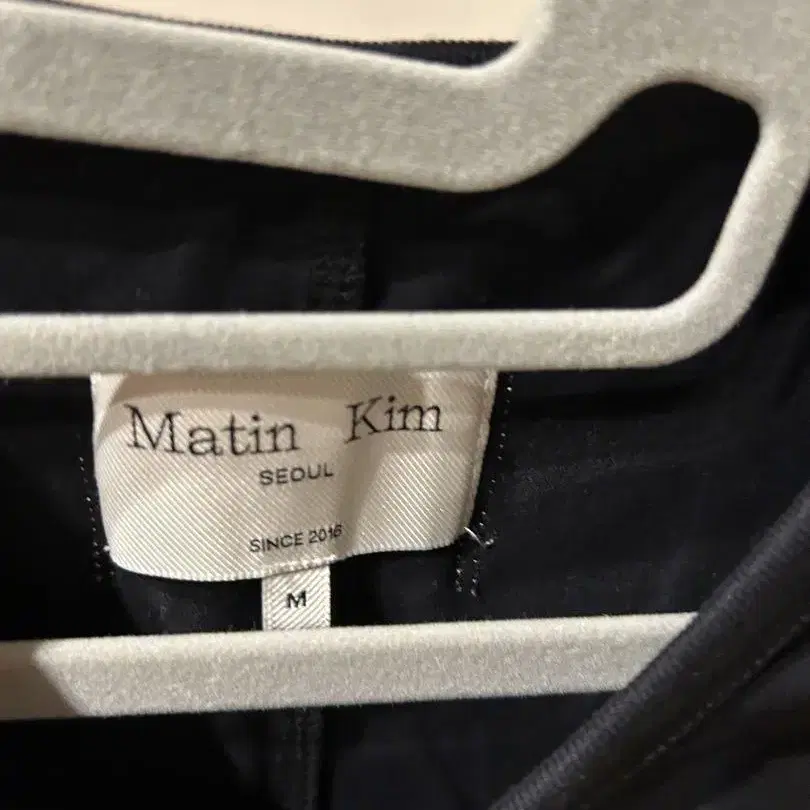 Matin Kim
SEOUL
SINCE 2016
M